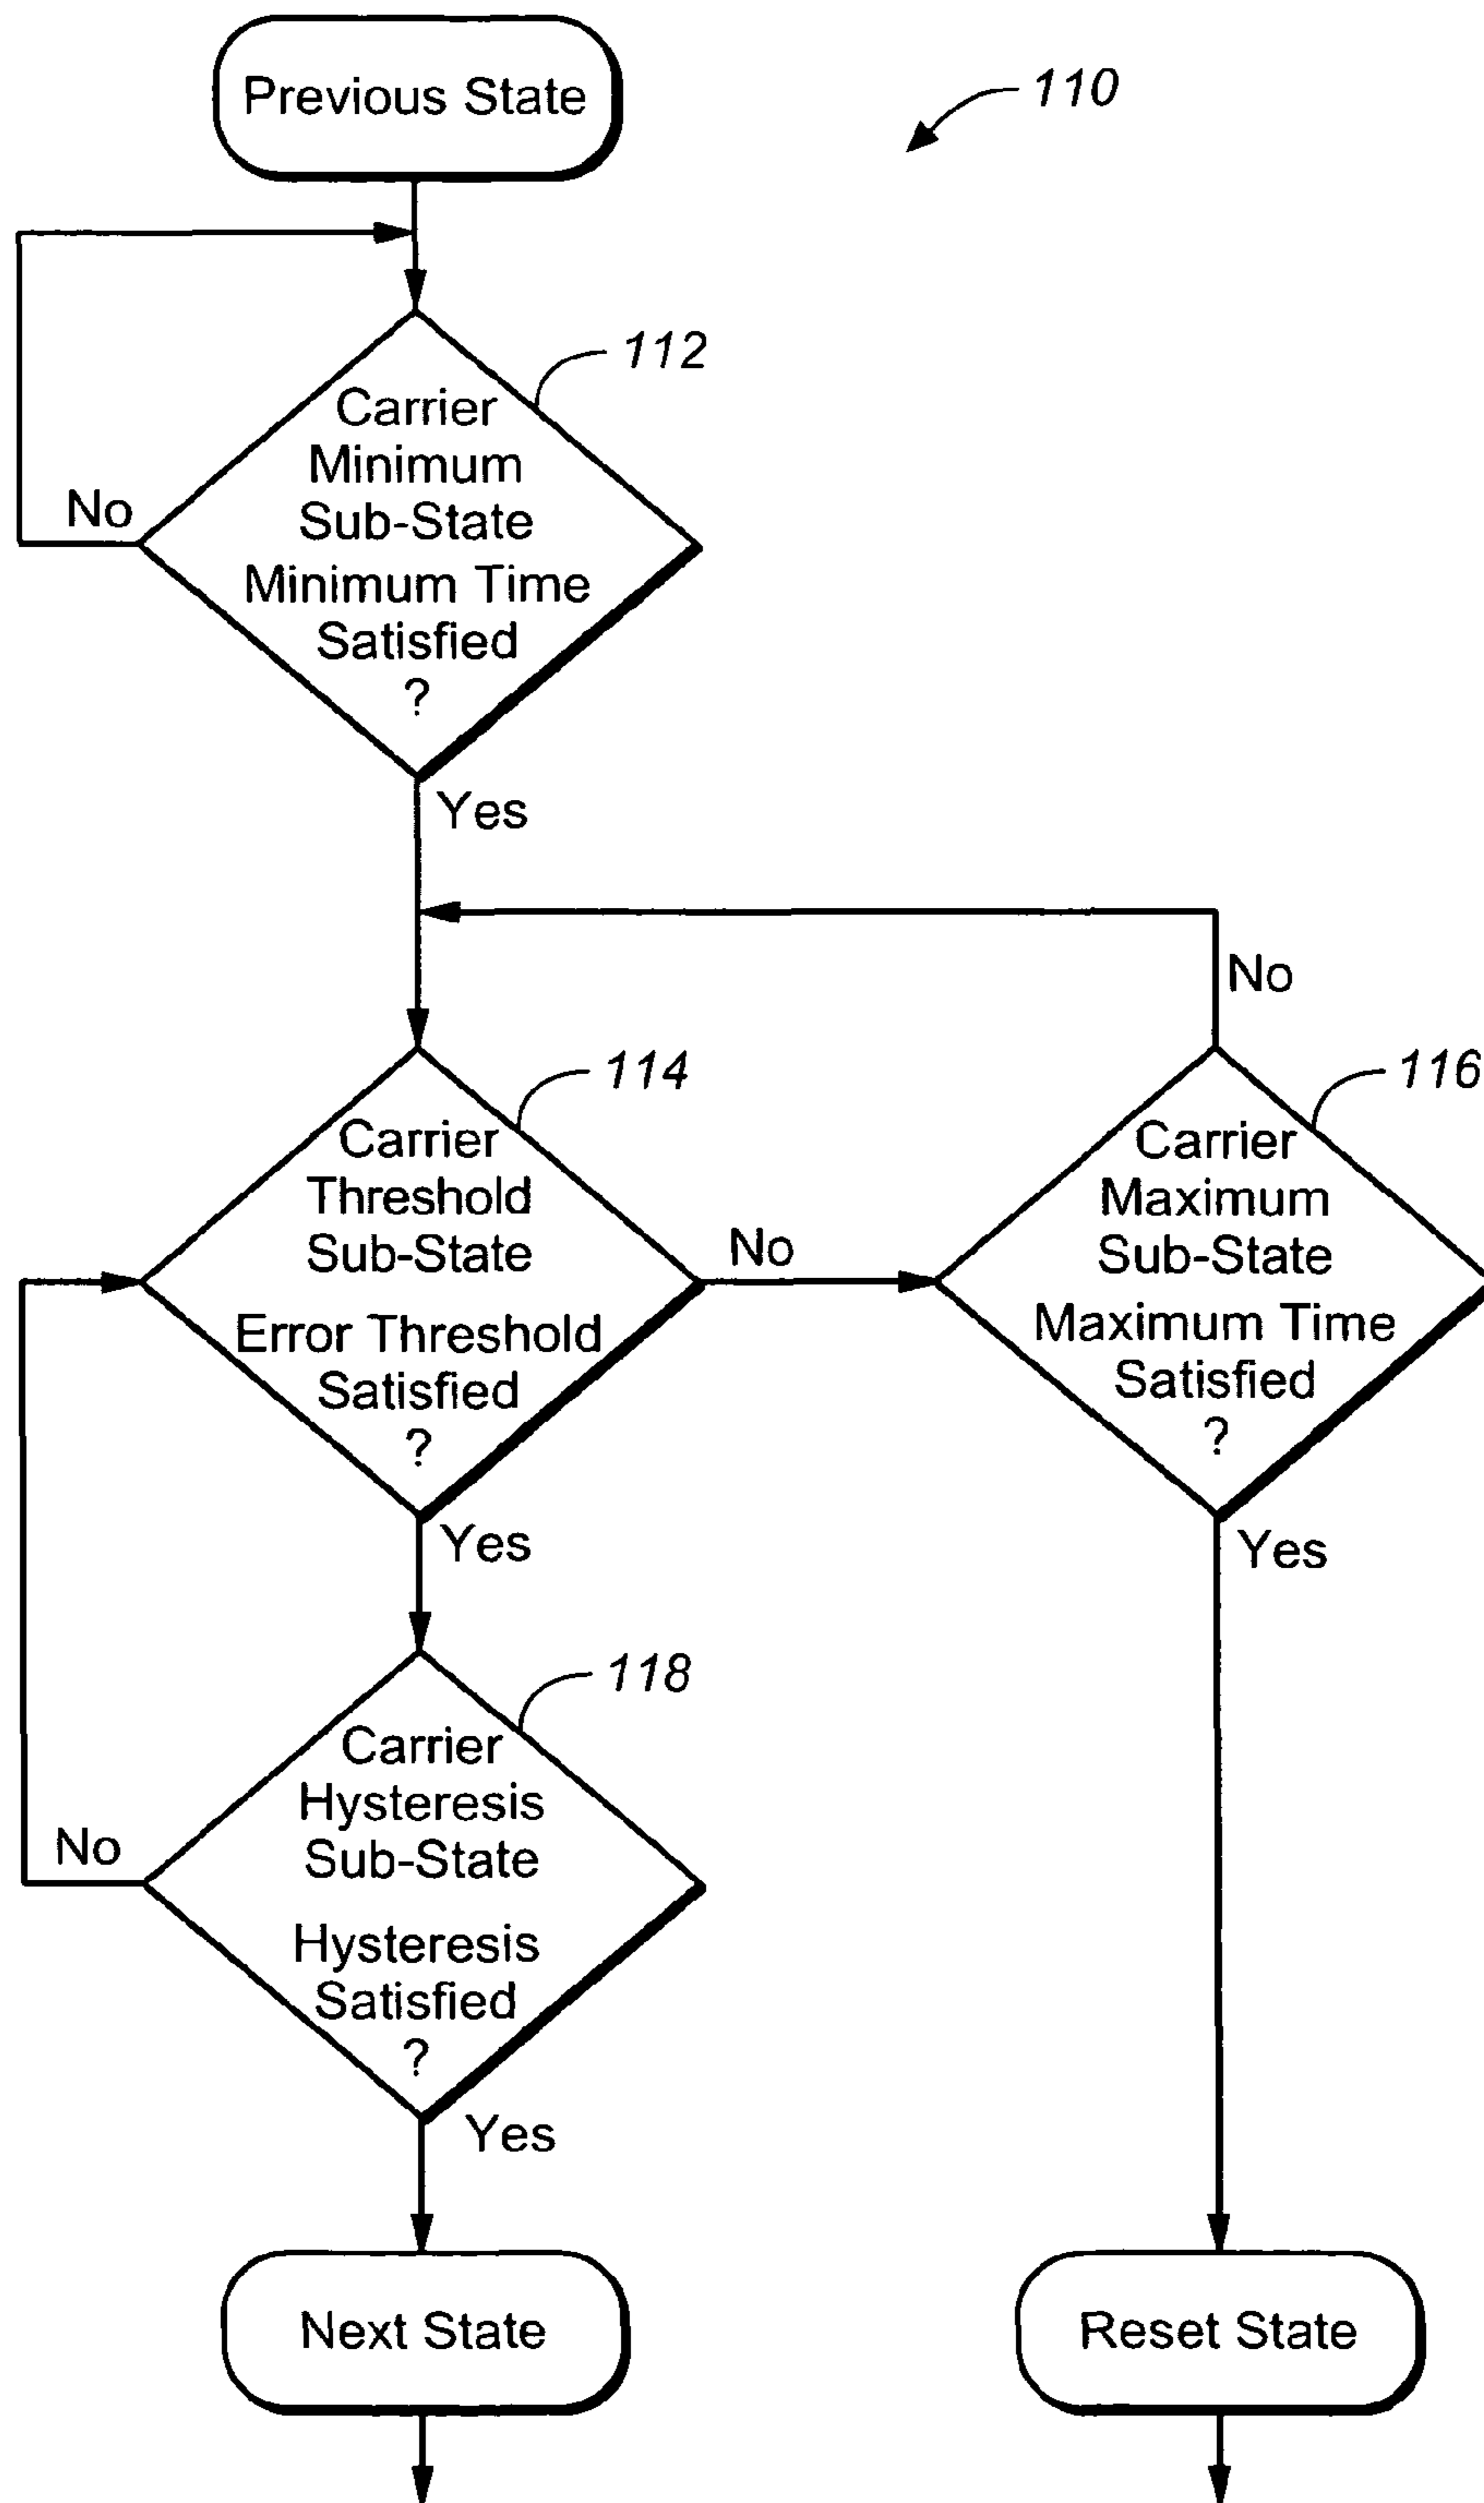 Previous State
110
112
Carrier
Minimum
Sub-State
Minimum Time
Satisfied
?
No
Yes
No
114
Carrier
Threshold
Sub-State
Error Threshold
Satisfied
?
No
116
Carrier
Maximum
Sub-State
Maximum Time
Satisfied
?
Yes
Yes
118
Carrier
Hysteresis
Sub-State
Hysteresis
Satisfied
?
No
Yes
Next State
Reset State